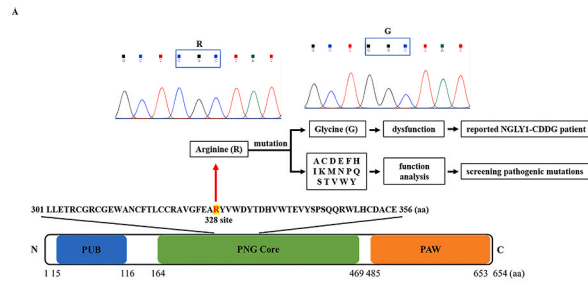 A
R
G
Arginine (R)
mutation
Glycine (G)
dysfunction
reported NGLY1-CDDG patient
A C D E F H
I K M N P Q
S T V W Y
function
analysis
screening pathogenic mutations
301 LLETRCGRCGEWANCFTLCCRAVGFEARYVWDYTDHVWTEVYSPSQQRWLHCDACE 356 (aa)
328 site
N
PUB
PNG Core
PAW
C
1 15
116
164
469 485
653
654 (aa)